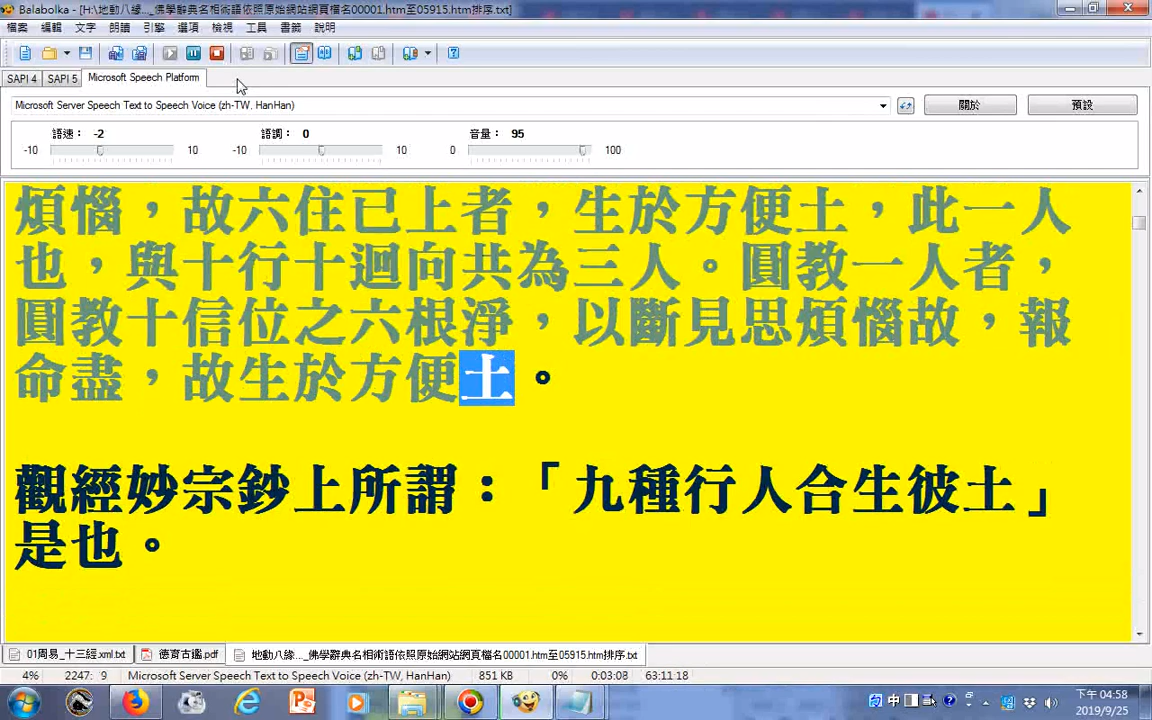 Balabolka - [H:\地動八緣..._佛學辭典名相術語依照原始網站網頁檔名00001.htm至05915.htm排序.txt]
檔案 編輯 文字 朗讀 引擎 選項 檢視 工具 書籤 說明
SAPI 4 SAPI 5 Microsoft Speech Platform
Microsoft Server Speech Text to Speech Voice (zh-TW, HanHan) 關於 預設
語速： -2 語調： 0 音量： 95
-10 10 -10 10 0 100
煩惱，故六住已上者，生於方便土，此一人
也，與十行十迴向共為三人。圓教一人者，
圓教十信位之六根淨，以斷見思煩惱故，報
命盡，故生於方便土。
觀經妙宗鈔上所謂：「九種行人合生彼土」
是也。
01周易_十三經.xml.txt 德育古鑑.pdf 地動八緣..._佛學辭典名相術語依照原始網站網頁檔名00001.htm至05915.htm排序.txt
4% 2247: 9 Microsoft Server Speech Text to Speech Voice (zh-TW, HanHan) 851 KB 0% 0:03:08 63:11:18
中 下午 04:58
2019/9/25